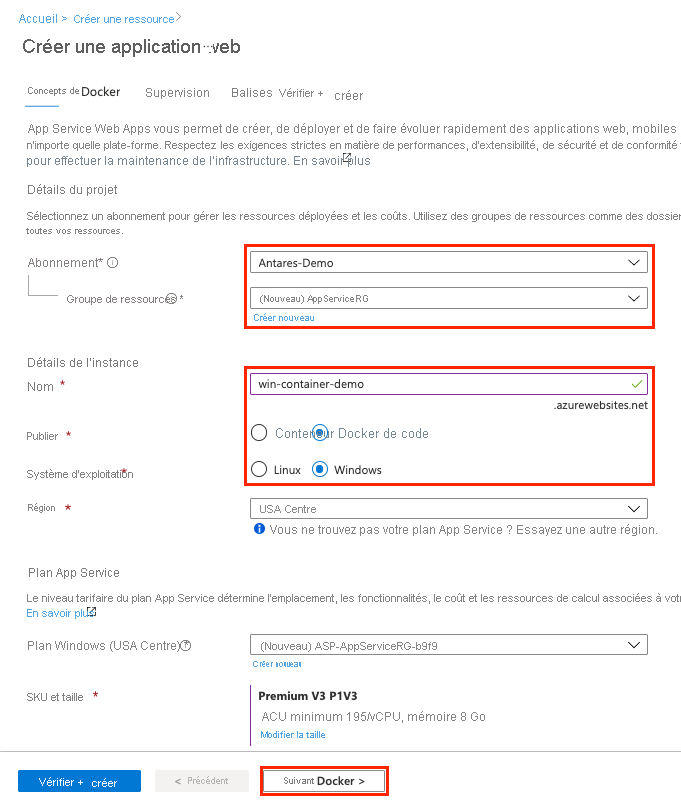 Accueil > Créer une ressource >
Créer une application ... web
Concepts de Docker Supervision Balises Vérifier + créer
App Service Web Apps vous permet de créer, de déployer et de faire évoluer rapidement des applications web, mobiles
n'importe quelle plate-forme. Respectez les exigences strictes en matière de performances, d'extensibilité, de sécurité et de conformité
pour effectuer la maintenance de l'infrastructure. En savoir plus
Détails du projet
Sélectionnez un abonnement pour gérer les ressources déployées et les coûts. Utilisez des groupes de ressources comme des dossier
toutes vos ressources.
Abonnement* Antares-Demo
Groupe de ressources * (Nouveau) AppServiceRG
Créer nouveau
Détails de l'instance
Nom * win-container-demo
.azurewebsites.net
Publier * Conteneur Docker de code
Système d'exploitation * Linux Windows
Région * USA Centre
Vous ne trouvez pas votre plan App Service ? Essayez une autre région.
Plan App Service
Le niveau tarifaire du plan App Service détermine l'emplacement, les fonctionnalités, le coût et les ressources de calcul associées à votr
En savoir plus
Plan Windows (USA Centre) * (Nouveau) ASP-AppServiceRG-b9f9
Créer nouveau
SKU et taille * Premium V3 P1V3
ACU minimum 195/vCPU, mémoire 8 Go
Modifier la taille
Vérifier + créer < Précédent Suivant Docker >